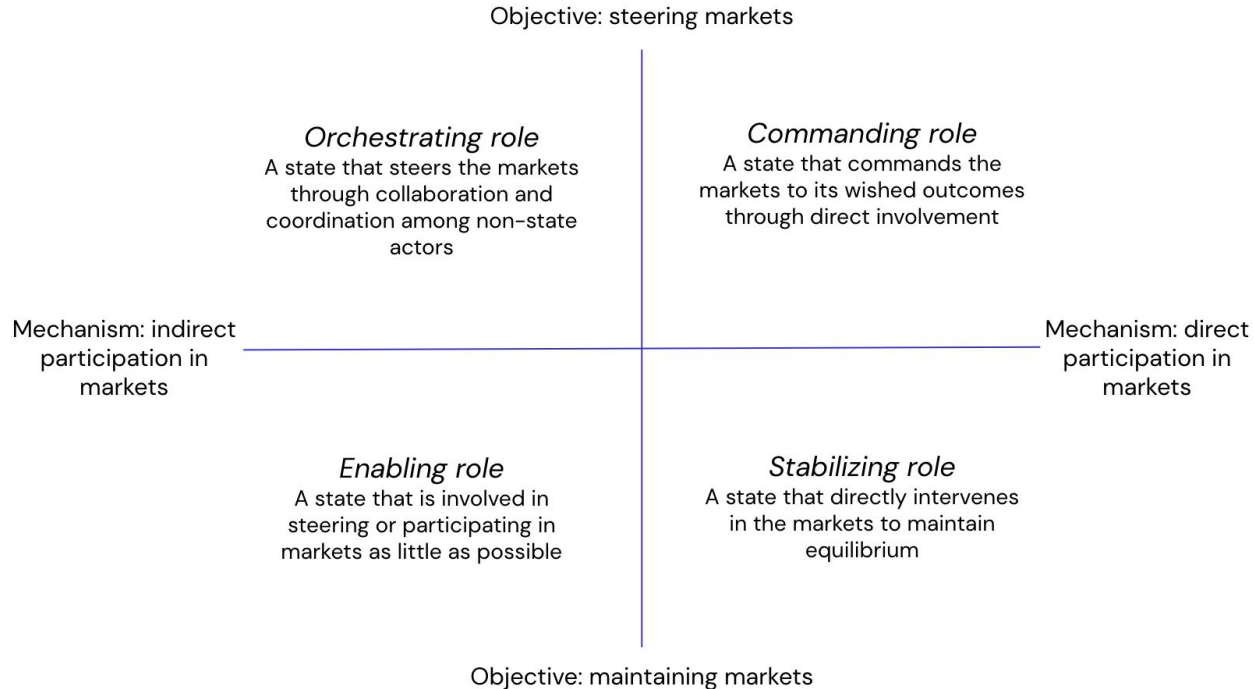 Objective: steering markets
Orchestrating role
A state that steers the markets
through collaboration and
coordination among non-state
actors
Commanding role
A state that commands the
markets to its wished outcomes
through direct involvement
Mechanism: indirect
participation in
markets
Mechanism: direct
participation in
markets
Enabling role
A state that is involved in
steering or participating in
markets as little as possible
Stabilizing role
A state that directly intervenes
in the markets to maintain
equilibrium
Objective: maintaining markets